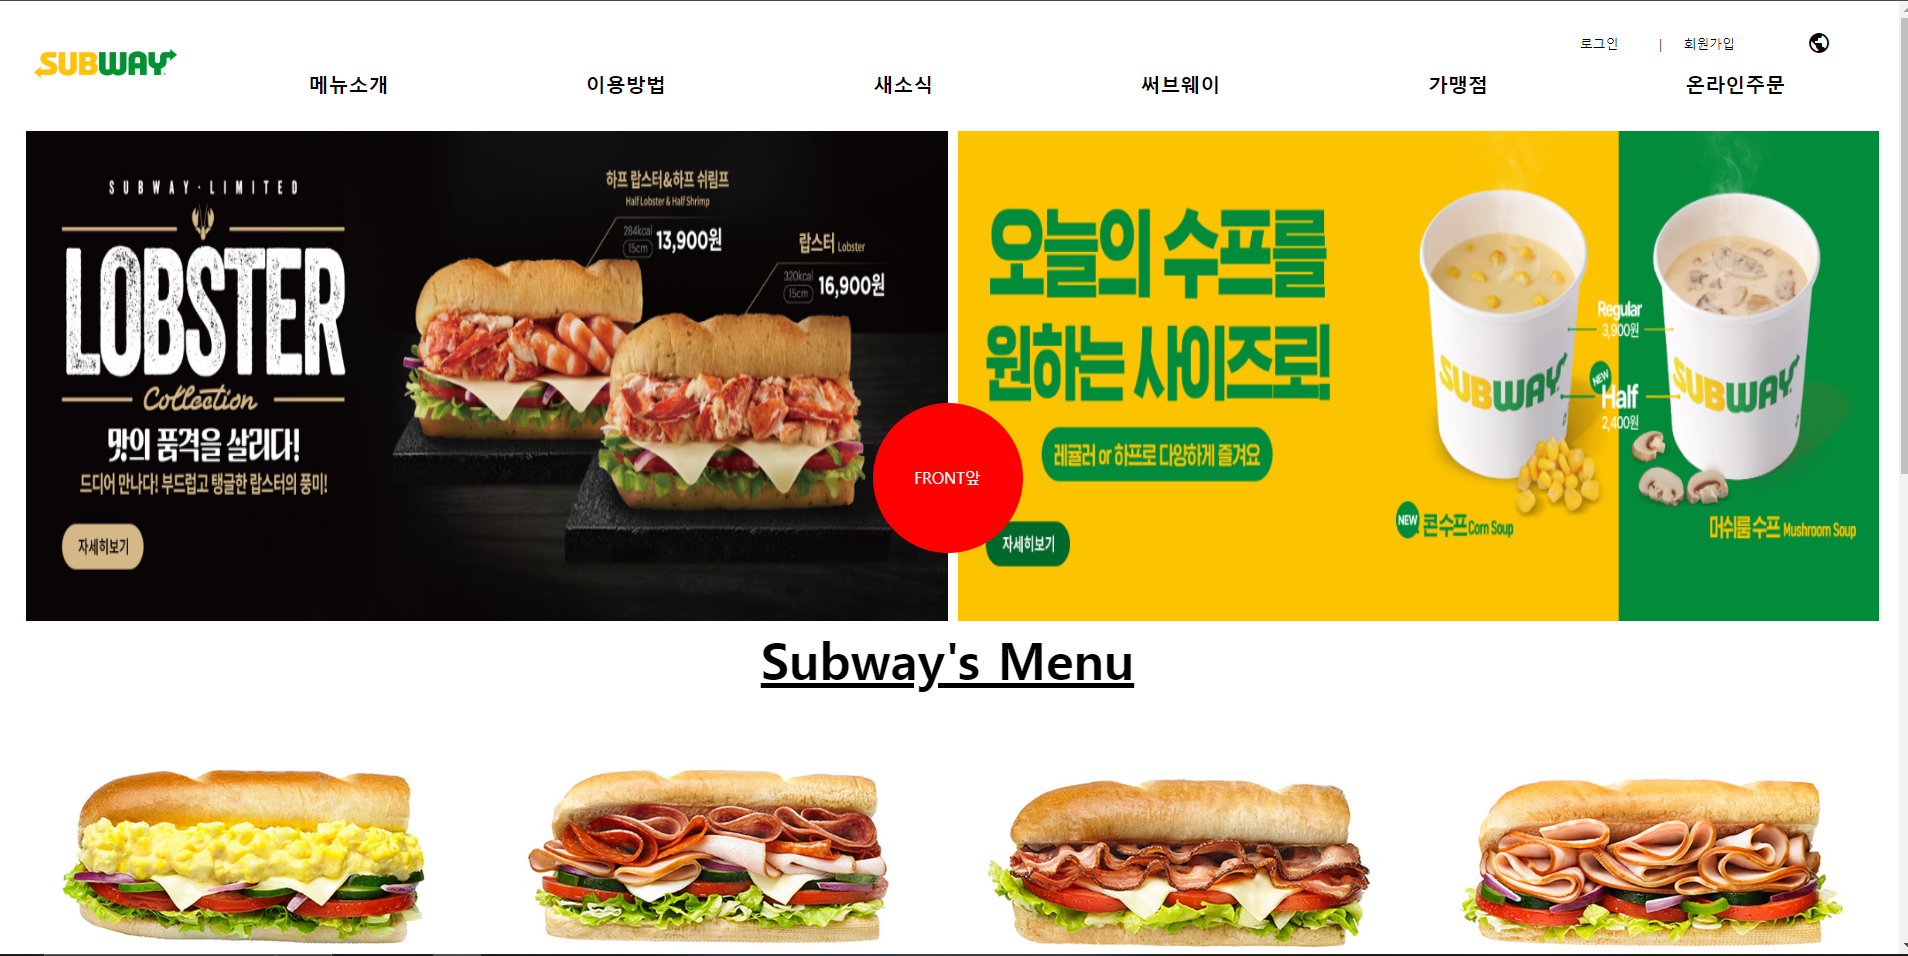 SUBWAY
로그인 | 회원가입
메뉴소개 이용방법 새소식 써브웨이 가맹점 온라인주문
SUBWAY·LIMITED
LOBSTER
Collection
맛의 품격을 살리다!
드디어 만나다! 부드럽고 탱글한 랍스터의 풍미!
자세히보기
하프 랍스터&하프 쉬림프
Half Lobster & Half Shrimp
284kcal
15cm
13,900원
랍스터 Lobster
320kcal
15cm
16,900원
FRONT앞
오늘의 수프를
원하는 사이즈로!
레귤러 or 하프로 다양하게 즐겨요
자세히보기
SUBWAY
Regular
3,900원
NEW
Half
2,400원
SUBWAY
NEW 콘수프 Corn Soup
머쉬룸 수프 Mushroom Soup
Subway's Menu